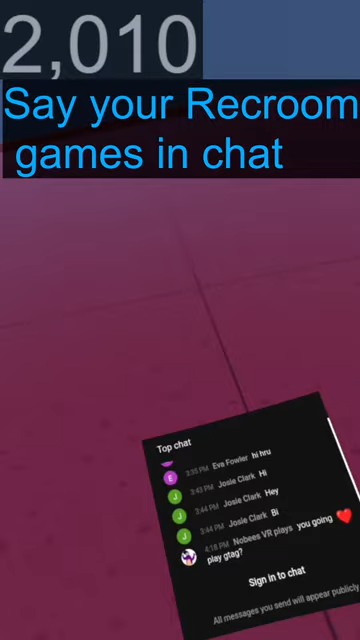 2,010
Say your Recroom
games in chat
Top chat
E 3:35 PM Eva Fowler hi hru
J 3:43 PM Josie Clark Hi
J 3:44 PM Josie Clark Hey
J 3:44 PM Josie Clark Bi
4:18 PM Nobees VR plays you going
play gtag?
Sign in to chat
All messages you send will appear publicly